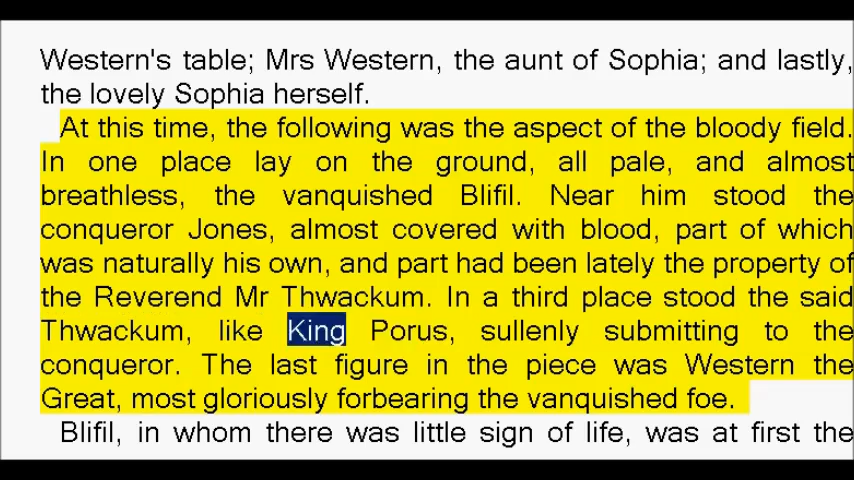 Western's table; Mrs Western, the aunt of Sophia; and lastly,
the lovely Sophia herself.
At this time, the following was the aspect of the bloody field.
In one place lay on the ground, all pale, and almost
breathless, the vanquished Blifil. Near him stood the
conqueror Jones, almost covered with blood, part of which
was naturally his own, and part had been lately the property of
the Reverend Mr Thwackum. In a third place stood the said
Thwackum, like King Porus, sullenly submitting to the
conqueror. The last figure in the piece was Western the
Great, most gloriously forbearing the vanquished foe.
Blifil, in whom there was little sign of life, was at first the